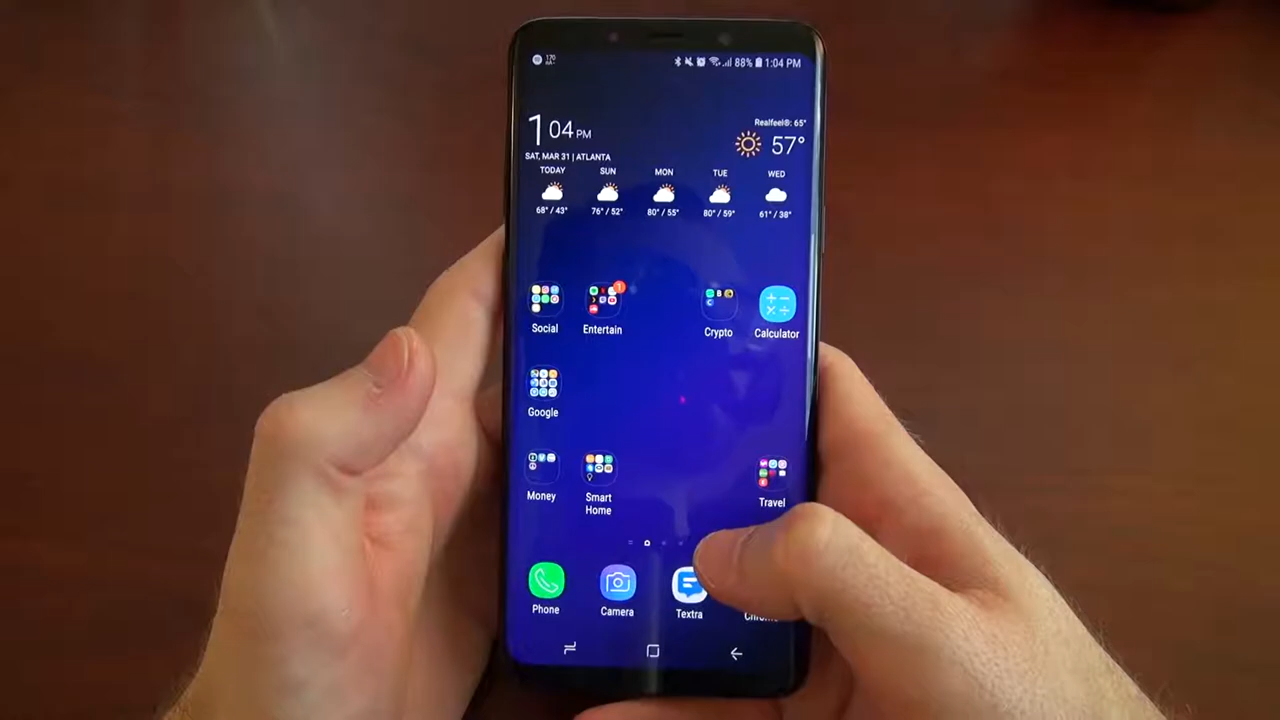 170
88% 1:04 PM
1 04 PM
Realfeel®: 65°
57°
SAT, MAR 31 | ATLANTA
TODAY SUN MON TUE WED
68° / 43° 76° / 52° 80° / 55° 80° / 59° 61° / 38°
1
B
C
Social Entertain Crypto Calculator
Google
Money Smart Home Travel
Phone Camera Textra